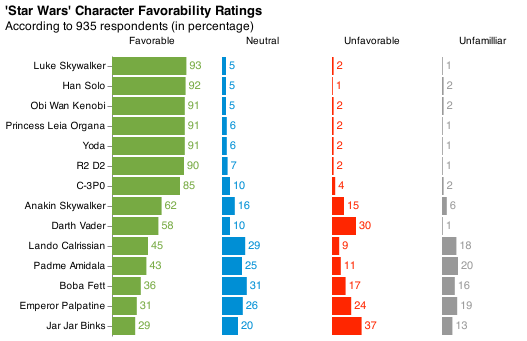 'Star Wars' Character Favorability Ratings
According to 935 respondents (in percentage)
Favorable Neutral Unfavorable Unfamilliar
Luke Skywalker 93 5 2 1
Han Solo 92 5 1 2
Obi Wan Kenobi 91 5 2 2
Princess Leia Organa 91 6 2 1
Yoda 91 6 2 1
R2 D2 90 7 2 1
C-3P0 85 10 4 2
Anakin Skywalker 62 16 15 6
Darth Vader 58 10 30 1
Lando Calrissian 45 29 9 18
Padme Amidala 43 25 11 20
Boba Fett 36 31 17 16
Emperor Palpatine 31 26 24 19
Jar Jar Binks 29 20 37 13